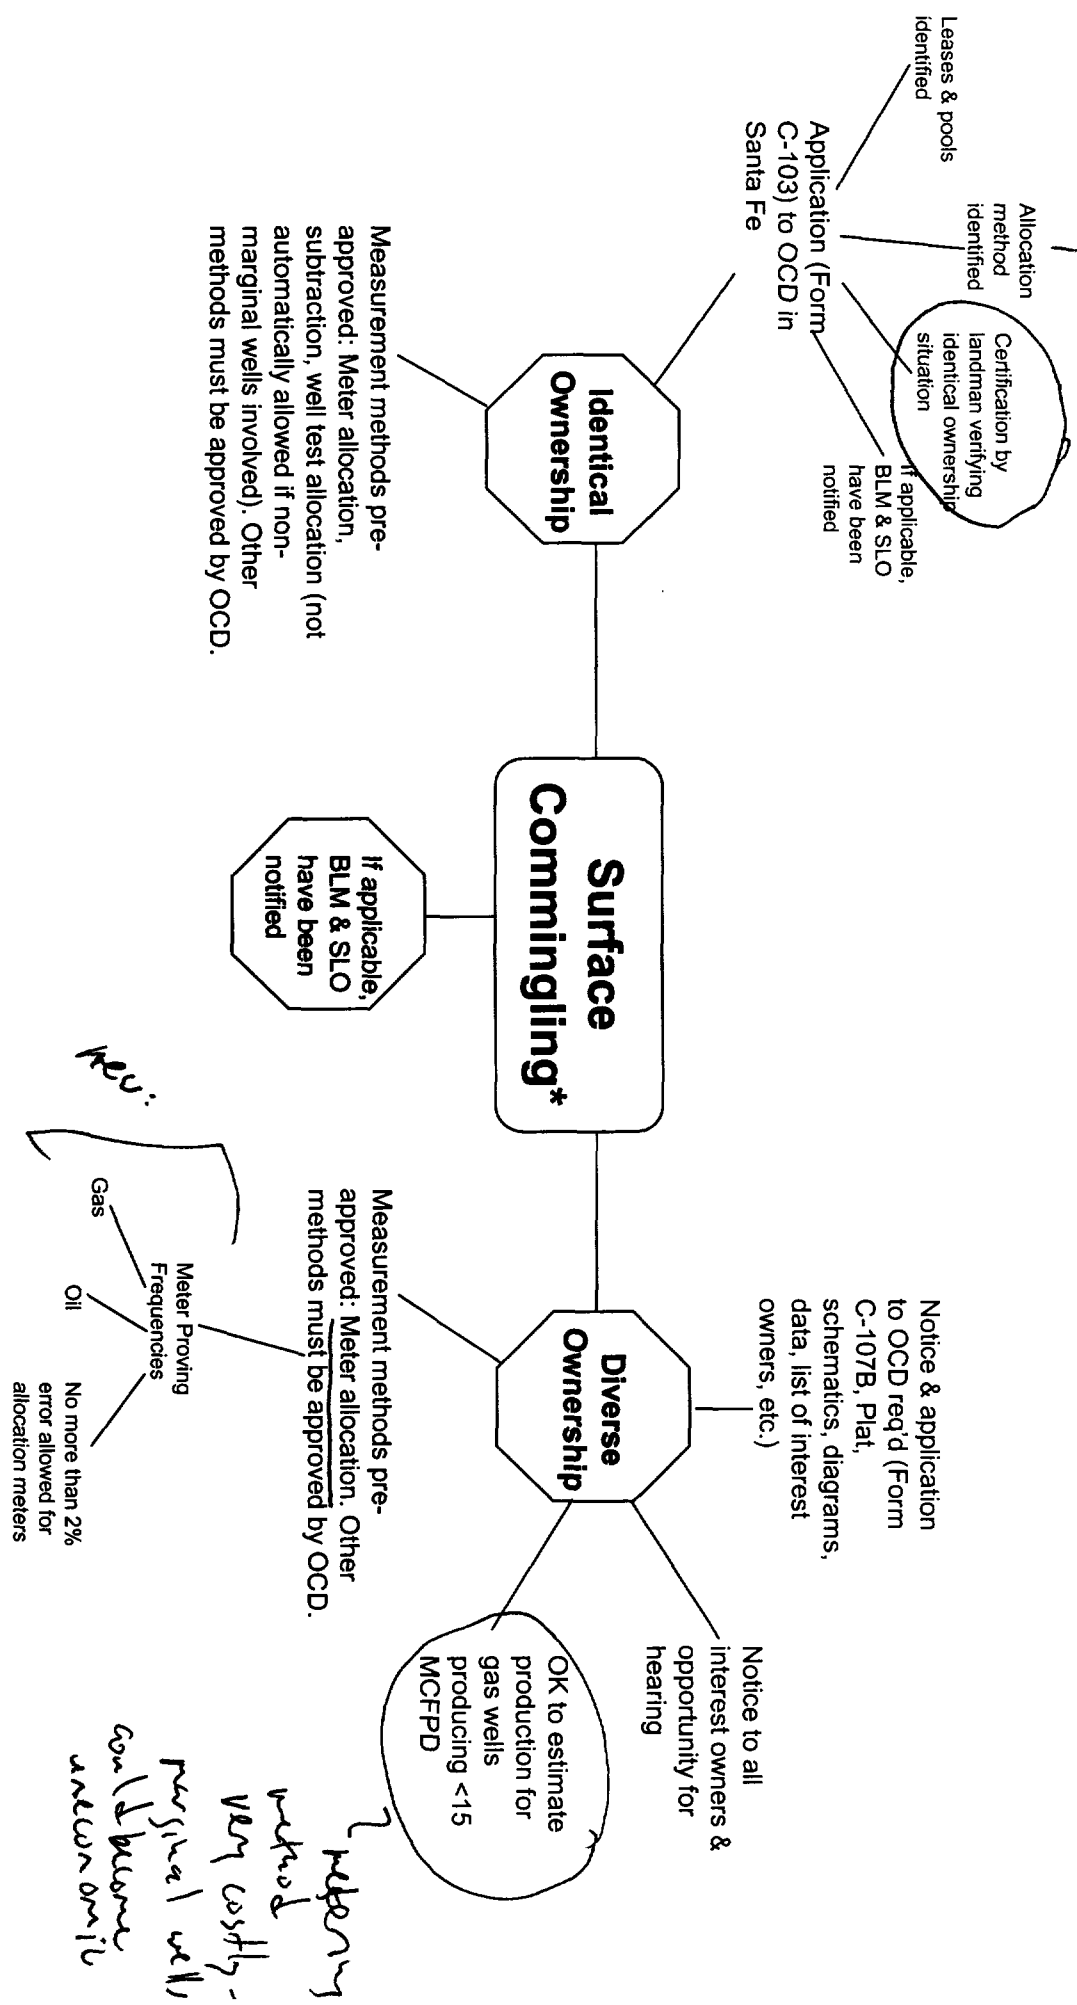 Surface
Commingling*
Identical
Ownership
Application (Form
C-103) to OCD in
Santa Fe
Leases & pools
identified
Allocation
method
identified
Certification by
landman verifying
identical ownership
situation
If applicable,
BLM & SLO
have been
notified
Measurement methods pre-
approved: Meter allocation,
subtraction, well test allocation (not
automatically allowed if non-
marginal wells involved). Other
methods must be approved by OCD.
If applicable,
BLM & SLO
have been
notified
Diverse
Ownership
Notice & application
to OCD req'd (Form
C-107B, Plat,
schematics, diagrams,
data, list of interest
owners, etc.)
Notice to all
interest owners &
opportunity for
hearing
OK to estimate
production for
gas wells
producing <15
MCFPD
metering
method
very costly -
marginal wells
could become
uneconomic
Measurement methods pre-
approved: Meter allocation. Other
methods must be approved by OCD.
Meter Proving
Frequencies
Gas
Oil
No more than 2%
error allowed for
allocation meters
new: